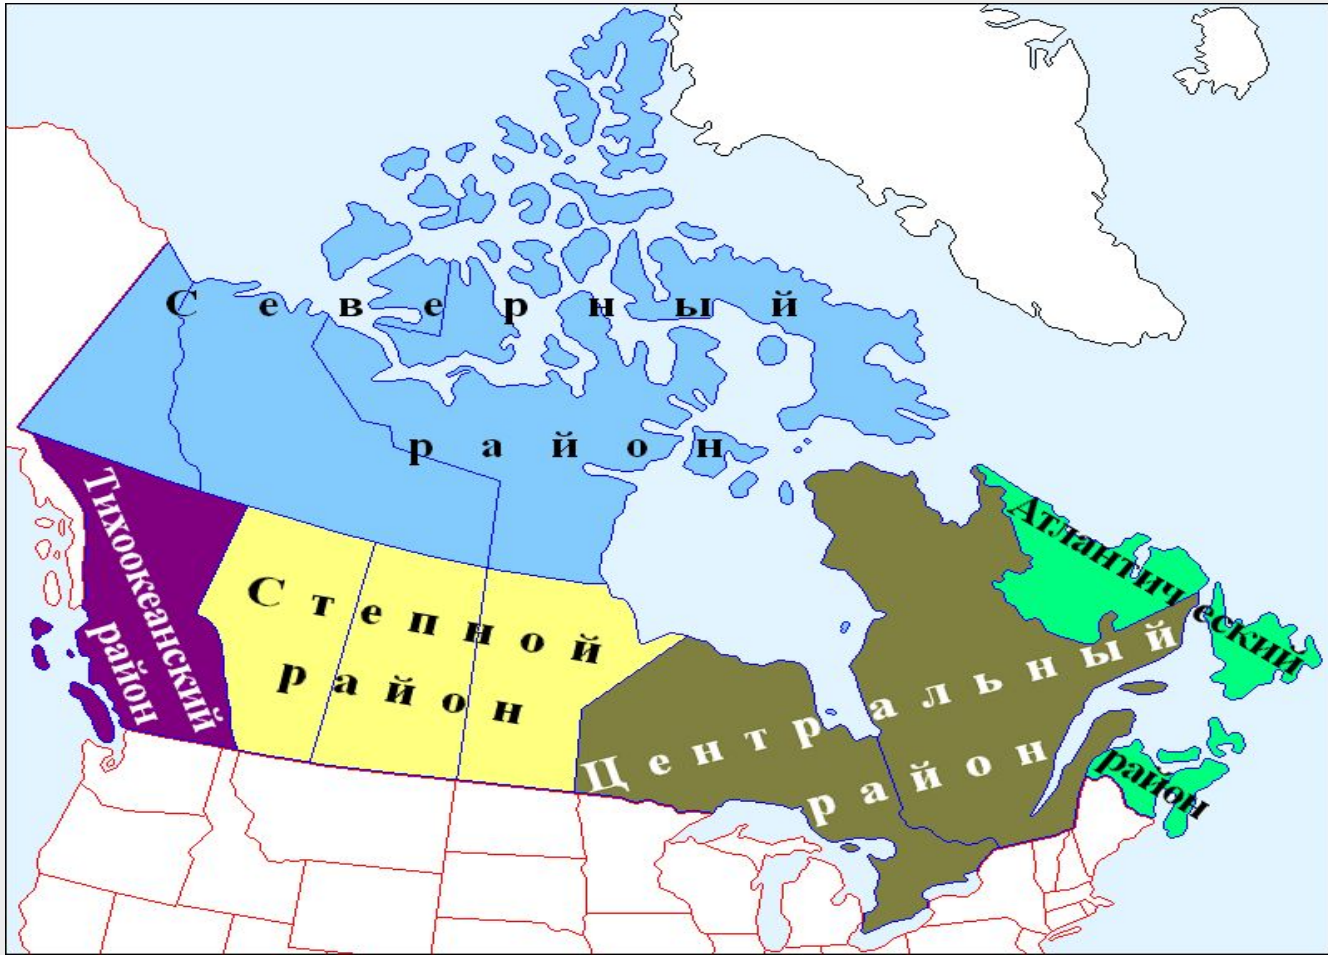 Северный
район
Тихоокеанский
район
Степной
район
Центральный
район
Атлантический
район